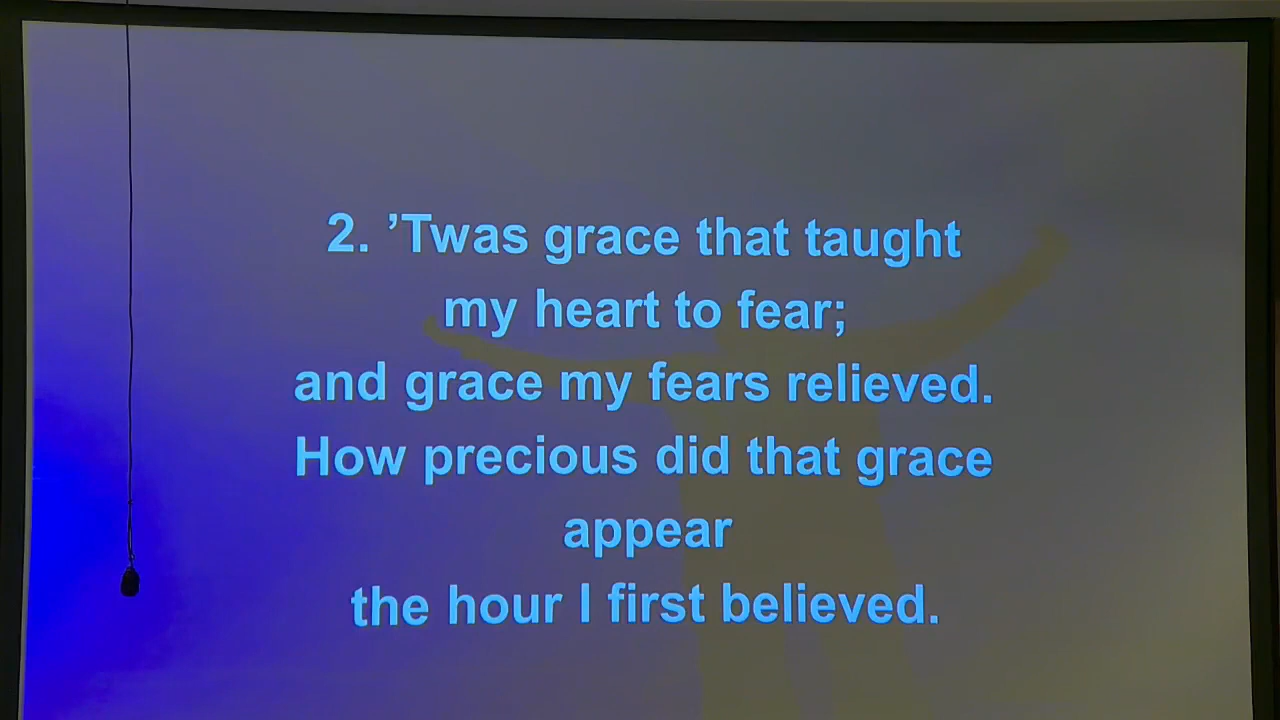 2. ’Twas grace that taught
my heart to fear;
and grace my fears relieved.
How precious did that grace
appear
the hour I first believed.